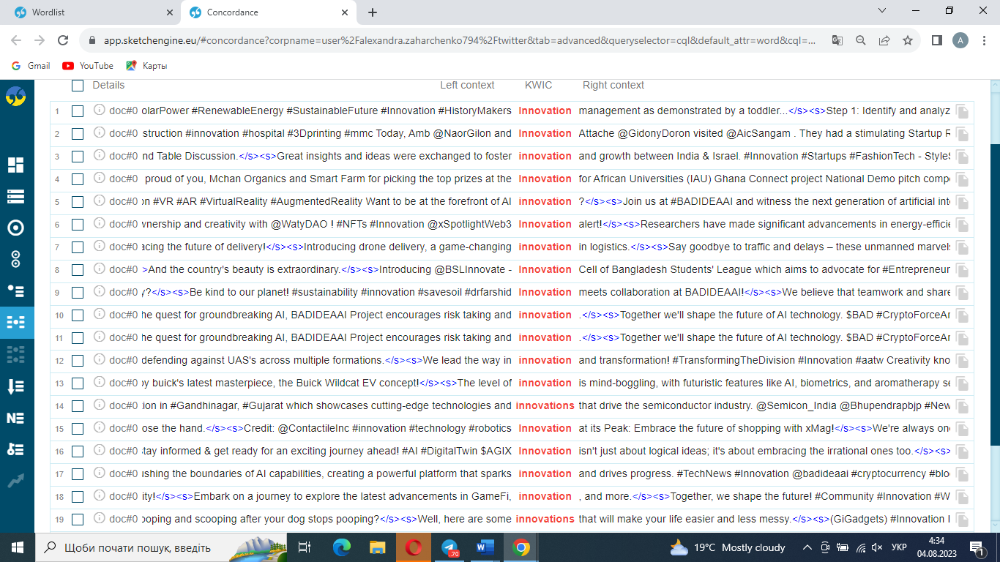 Wordlist
Concordance
app.sketchengine.eu/#concordance?corpname=user%2Falexandra.zaharchenko794%2Ftwitter&tab=advanced&queryselector=cql&default_attr=word&cql=...
A
Gmail YouTube Карты
Details Left context KWIC Right context
1 doc#0 olarPower #RenewableEnergy #SustainableFuture #Innovation #HistoryMakers Innovation management as demonstrated by a toddler...</s><s>Step 1: Identify and analyz
2 doc#0 struction #innovation #hospital #3Dprinting #mmc Today, Amb @NaorGilon and Innovation Attache @GidonyDoron visited @AicSangam . They had a stimulating Startup R
3 doc#0 nd Table Discussion.</s><s>Great insights and ideas were exchanged to foster innovation and growth between India & Israel. #Innovation #Startups #FashionTech - StyleS
4 doc#0 proud of you, Mchan Organics and Smart Farm for picking the top prizes at the Innovation for African Universities (IAU) Ghana Connect project National Demo pitch compe
5 doc#0 on #VR #AR #VirtualReality #AugmentedReality Want to be at the forefront of AI innovation ?</s><s>Join us at #BADIDEAAI and witness the next generation of artificial inte
6 doc#0 wnership and creativity with @WatyDAO ! #NFTs #Innovation @xSpotlightWeb3 Innovation alert!</s><s>Researchers have made significant advancements in energy-efficie
7 doc#0 acing the future of delivery!</s><s>Introducing drone delivery, a game-changing innovation in logistics.</s><s>Say goodbye to traffic and delays – these unmanned marvels
8 doc#0 >And the country's beauty is extraordinary.</s><s>Introducing @BSLInnovate - Innovation Cell of Bangladesh Students' League which aims to advocate for #Entrepreneur
9 doc#0 y?</s><s>Be kind to our planet! #sustainability #innovation #savesoil #drfarshid Innovation meets collaboration at BADIDEAAI!</s><s>We believe that teamwork and share
10 doc#0 he quest for groundbreaking AI, BADIDEAAI Project encourages risk taking and innovation .</s><s>Together we'll shape the future of AI technology. $BAD #CryptoForceAr
11 doc#0 he quest for groundbreaking AI, BADIDEAAI Project encourages risk taking and innovation .</s><s>Together we'll shape the future of AI technology. $BAD #CryptoForceAr
12 doc#0 defending against UAS's across multiple formations.</s><s>We lead the way in innovation and transformation! #TransformingTheDivision #Innovation #aatw Creativity kno
13 doc#0 by buick's latest masterpiece, the Buick Wildcat EV concept!</s><s>The level of innovation is mind-boggling, with futuristic features like AI, biometrics, and aromatherapy se
14 doc#0 ion in #Gandhinagar, #Gujarat which showcases cutting-edge technologies and innovations that drive the semiconductor industry. @Semicon_India @Bhupendrapbjp #New
15 doc#0 ose the hand.</s><s>Credit: @ContactileInc #innovation #technology #robotics Innovation at its Peak: Embrace the future of shopping with xMag!</s><s>We're always one
16 doc#0 tay informed & get ready for an exciting journey ahead! #AI #DigitalTwin $AGIX Innovation isn't just about logical ideas; it's about embracing the irrational ones too.</s><s>
17 doc#0 ushing the boundaries of AI capabilities, creating a powerful platform that sparks innovation and drives progress. #TechNews #Innovation @badideaai #cryptocurrency #blo
18 doc#0 ity!</s><s>Embark on a journey to explore the latest advancements in GameFi, innovation , and more.</s><s>Together, we shape the future! #Community #Innovation #W
19 doc#0 ooping and scooping after your dog stops pooping?</s><s>Well, here are some innovations that will make your life easier and less messy.</s><s>(GiGadgets) #Innovation I
Щоби почати пошук, введіть
70
19°C Mostly cloudy
УКР
4:34
04.08.2023
1